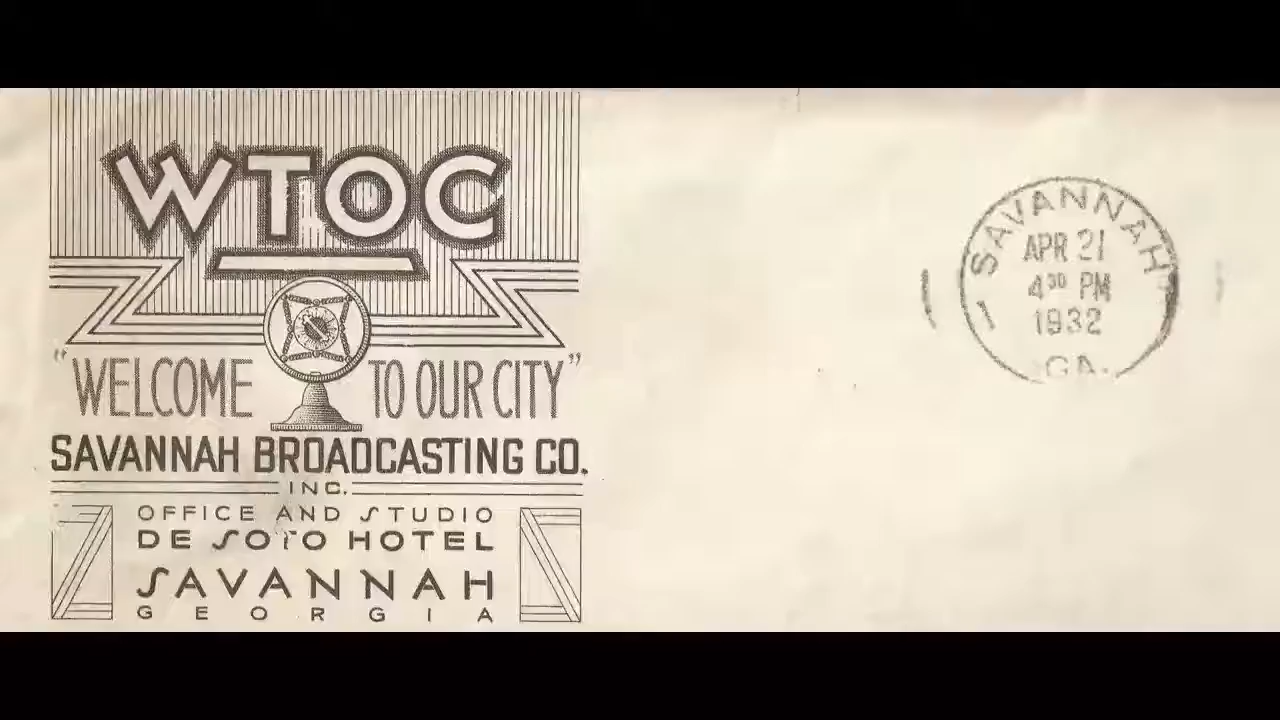 WTOC
"WELCOME TO OUR CITY"
SAVANNAH BROADCASTING CO.
INC.
OFFICE AND STUDIO
DE SOTO HOTEL
SAVANNAH
GEORGIA
SAVANNAH
APR 21
4 30 PM
1932
GA.